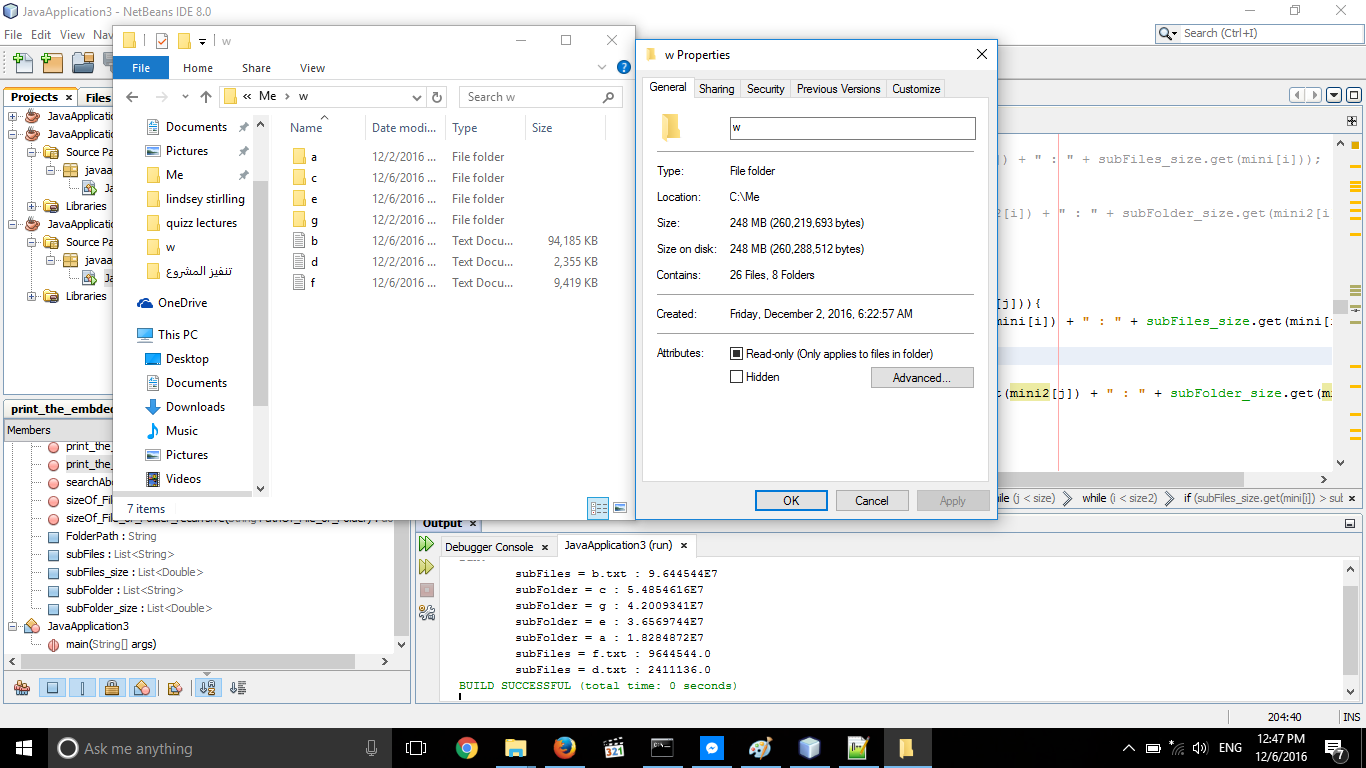 JavaApplication3 - NetBeans IDE 8.0
File Edit View Nav
Search (Ctrl+I)
Projects × Files
JavaApplication
JavaApplication
Source Pa
javaa
Ja
Libraries
JavaApplication
Source Pa
javaa
Ja
Libraries
w
File Home Share View
« Me > w
Search w
Name Date modi... Type Size
Documents
Pictures
Me
lindsey stirlling
quizz lectures
w
تنفيز المشروع
OneDrive
This PC
Desktop
Documents
Downloads
Music
Pictures
Videos
a 12/2/2016 ... File folder
c 12/6/2016 ... File folder
e 12/6/2016 ... File folder
g 12/2/2016 ... File folder
b 12/6/2016 ... Text Docu... 94,185 KB
d 12/2/2016 ... Text Docu... 2,355 KB
f 12/6/2016 ... Text Docu... 9,419 KB
7 items
w Properties
General Sharing Security Previous Versions Customize
w
Type: File folder
Location: C:\Me
Size: 248 MB (260,219,693 bytes)
Size on disk: 248 MB (260,288,512 bytes)
Contains: 26 Files, 8 Folders
Created: Friday, December 2, 2016, 6:22:57 AM
Attributes: Read-only (Only applies to files in folder)
Hidden
Advanced...
OK Cancel Apply
]) + " : " + subFiles_size.get(mini[i]));
2[i]) + " : " + subFolder_size.get(mini2[i
[j])){
mini[i]) + " : " + subFiles_size.get(mini[i
t(mini2[j]) + " : " + subFolder_size.get(mi
ile (j < size) while (i < size2) if (subFiles_size.get(mini[i]) > sub
print_the_embded
Members
print_the_
print_the_
searchAbo
sizeOf_Fil
FolderPath : String
subFiles : List<String>
subFiles_size : List<Double>
subFolder : List<String>
subFolder_size : List<Double>
JavaApplication3
main(String[] args)
Output ×
Debugger Console × JavaApplication3 (run) ×
subFiles = b.txt : 9.644544E7
subFolder = c : 5.4854616E7
subFolder = g : 4.2009341E7
subFolder = e : 3.6569744E7
subFolder = a : 1.8284872E7
subFiles = f.txt : 9644544.0
subFiles = d.txt : 2411136.0
BUILD SUCCESSFUL (total time: 0 seconds)
204:40 INS
Ask me anything
321
ENG
12:47 PM
12/6/2016
7